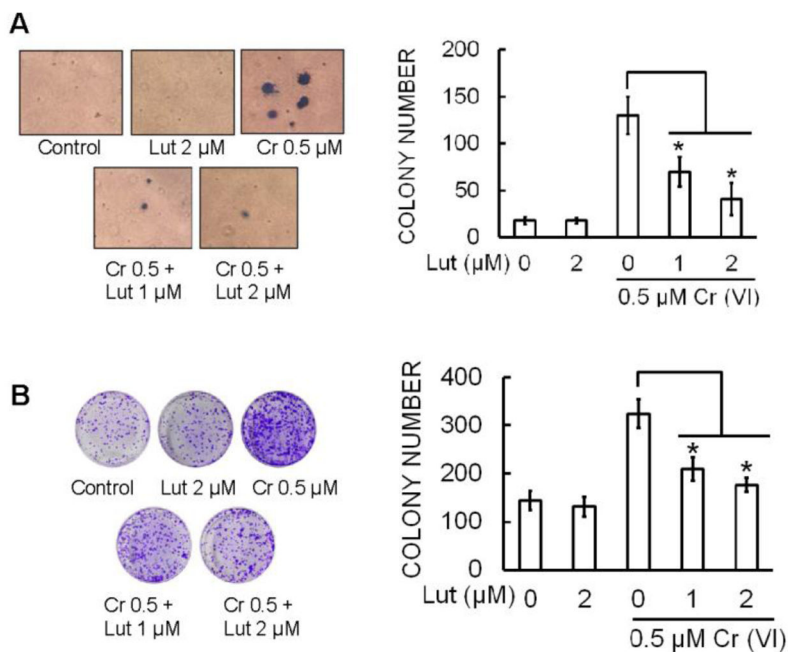 A
Control
Lut 2 µM
Cr 0.5 µM
Cr 0.5 +
Lut 1 µM
Cr 0.5 +
Lut 2 µM
COLONY NUMBER
200
150
100
50
0
*
*
Lut (µM) 0 2 0 1 2
0.5 µM Cr (VI)
B
Control
Lut 2 µM
Cr 0.5 µM
Cr 0.5 +
Lut 1 µM
Cr 0.5 +
Lut 2 µM
COLONY NUMBER
400
300
200
100
0
*
*
Lut (µM) 0 2 0 1 2
0.5 µM Cr (VI)